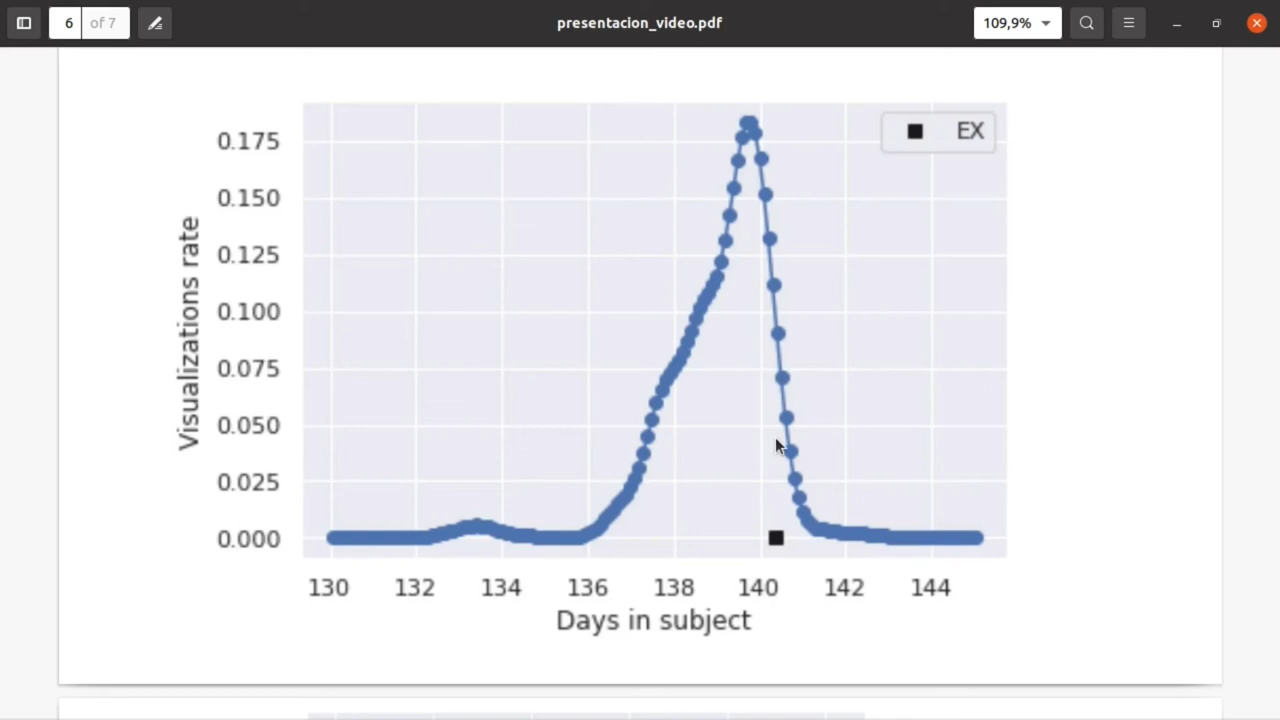 6 of 7
presentacion_video.pdf
109,9%
EX
Visualizations rate
0.175
0.150
0.125
0.100
0.075
0.050
0.025
0.000
130 132 134 136 138 140 142 144
Days in subject